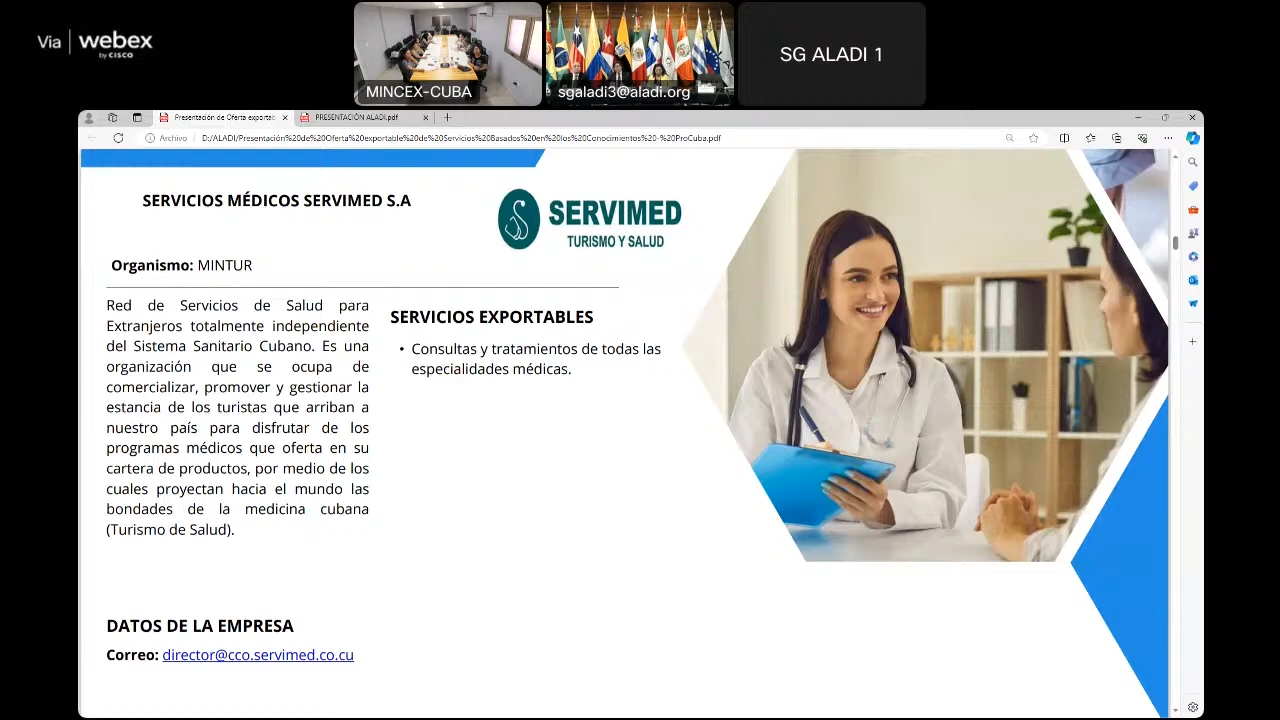 Via webex
by CISCO
MINCEX-CUBA
sgaladi3@aladi.org
SG ALADI 1
Presentación de Oferta exportab
PRESENTACIÓN ALADI.pdf
Archivo
D:/ALADI/Presentación%20de%20Oferta%20exportable%20de%20Servicios%20Basados%20en%20los%20Conocimientos%20-%20ProCuba.pdf
SERVICIOS MÉDICOS SERVIMED S.A
SERVIMED
TURISMO Y SALUD
Organismo: MINTUR
Red de Servicios de Salud para
Extranjeros totalmente independiente
del Sistema Sanitario Cubano. Es una
organización que se ocupa de
comercializar, promover y gestionar la
estancia de los turistas que arriban a
nuestro país para disfrutar de los
programas médicos que oferta en su
cartera de productos, por medio de los
cuales proyectan hacia el mundo las
bondades de la medicina cubana
(Turismo de Salud).
SERVICIOS EXPORTABLES
• Consultas y tratamientos de todas las
especialidades médicas.
DATOS DE LA EMPRESA
Correo: director@cco.servimed.co.cu